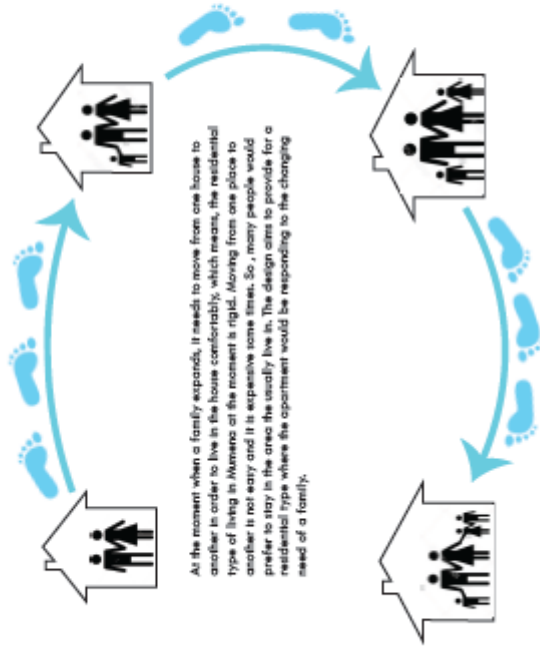 At the moment when a family expands, it needs to move from one house to
another in order to live in the house comfortably, which means, the residential
type of living in Mumena at the moment is rigid. Moving from one place to
another is not easy and it is expensive some times. So , many people would
prefer to stay in the area the usually live in. The design aims to provide for a
residential type where the apartment would be responding to the changing
need of a family.